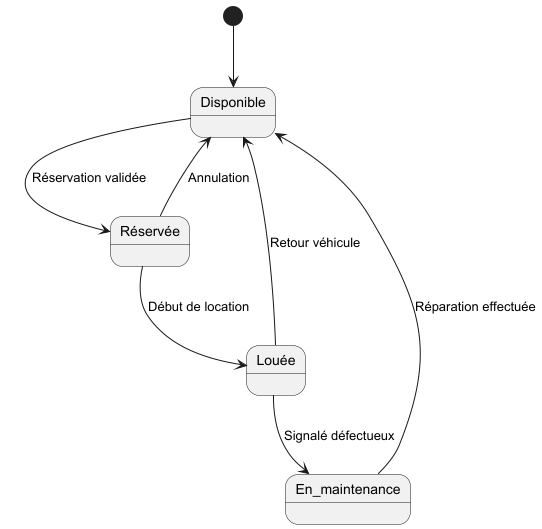 Disponible
Réservation validée
Annulation
Réservée
Retour véhicule
Début de location
Réparation effectuée
Louée
Signalé défectueux
En_maintenance